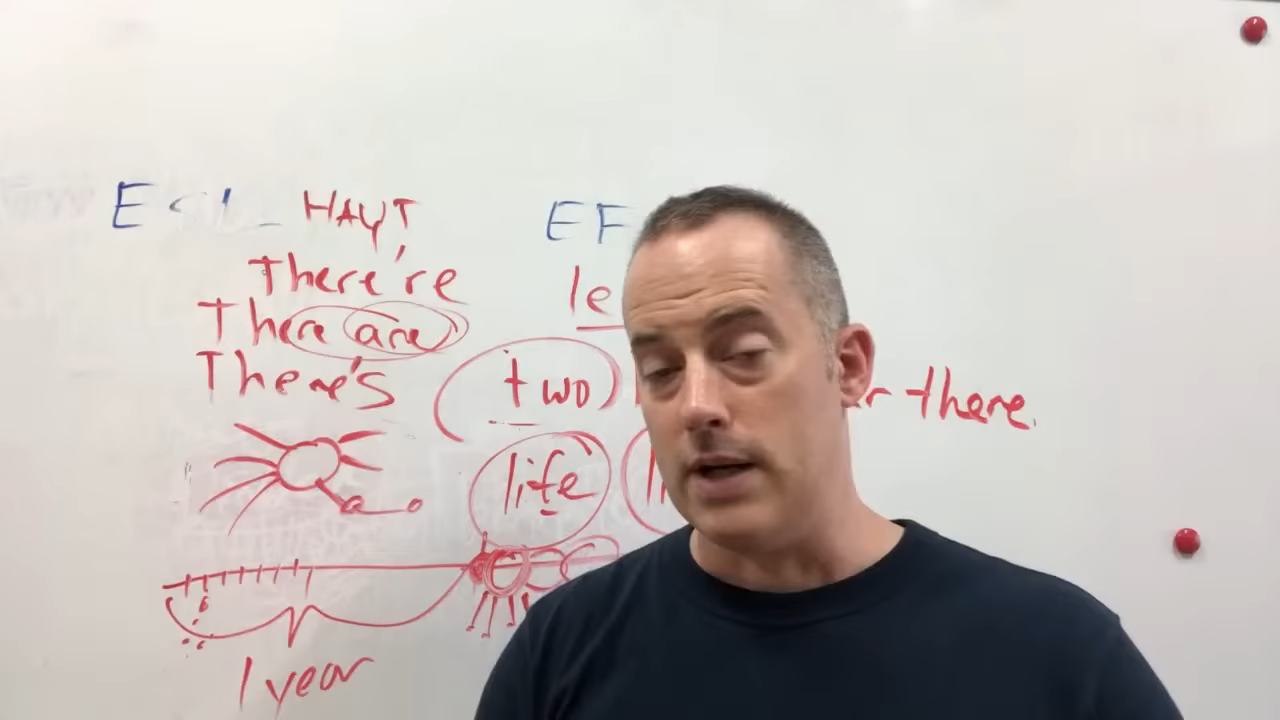 ESL HAYT EF
There're le
There are
There's two r there.
life
1 year